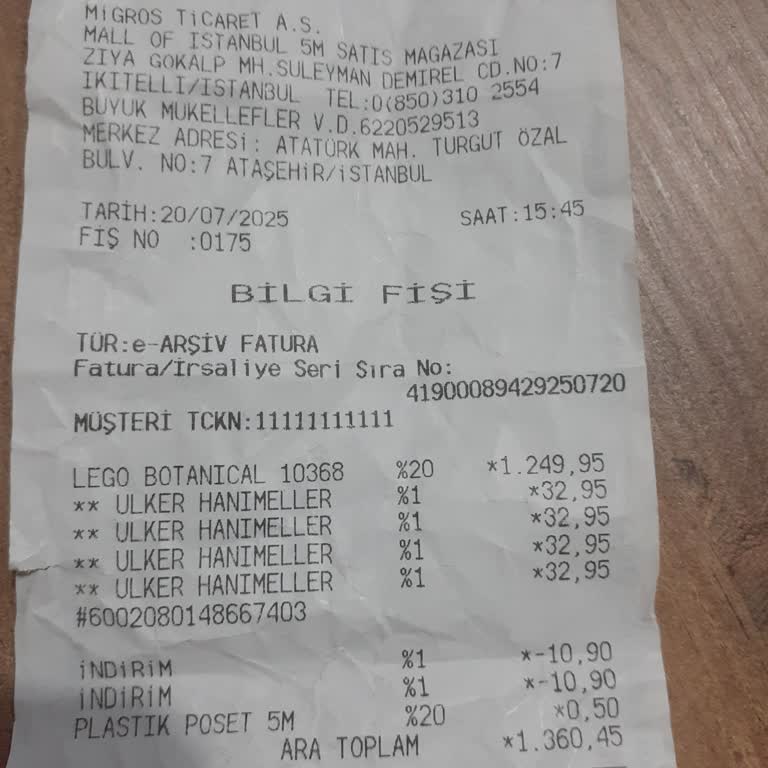 MİGROS TİCARET A.S.
MALL OF ISTANBUL 5M SATIS MAGAZASI
ZIYA GOKALP MH.SULEYMAN DEMIREL CD.NO:7
IKITELLI/ISTANBUL TEL:0(850)310 2554
BUYUK MUKELLEFLER V.D.6220529513
MERKEZ ADRESİ: ATATÜRK MAH. TURGUT ÖZAL
BULV. NO:7 ATAŞEHİR/İSTANBUL
TARİH:20/07/2025 SAAT:15:45
FİŞ NO :0175
BİLGİ FİŞİ
TÜR:e-ARŞİV FATURA
Fatura/İrsaliye Seri Sıra No:
41900089429250720
MÜŞTERİ TCKN:11111111111
LEGO BOTANICAL 10368 %20 *1.249,95
** ULKER HANIMELLER %1 *32,95
** ULKER HANIMELLER %1 *32,95
** ULKER HANIMELLER %1 *32,95
** ULKER HANIMELLER %1 *32,95
#6002080148667403
İNDİRİM %1 *-10,90
İNDİRİM %1 *-10,90
PLASTIK POSET 5M %20 *0,50
ARA TOPLAM *1.360,45